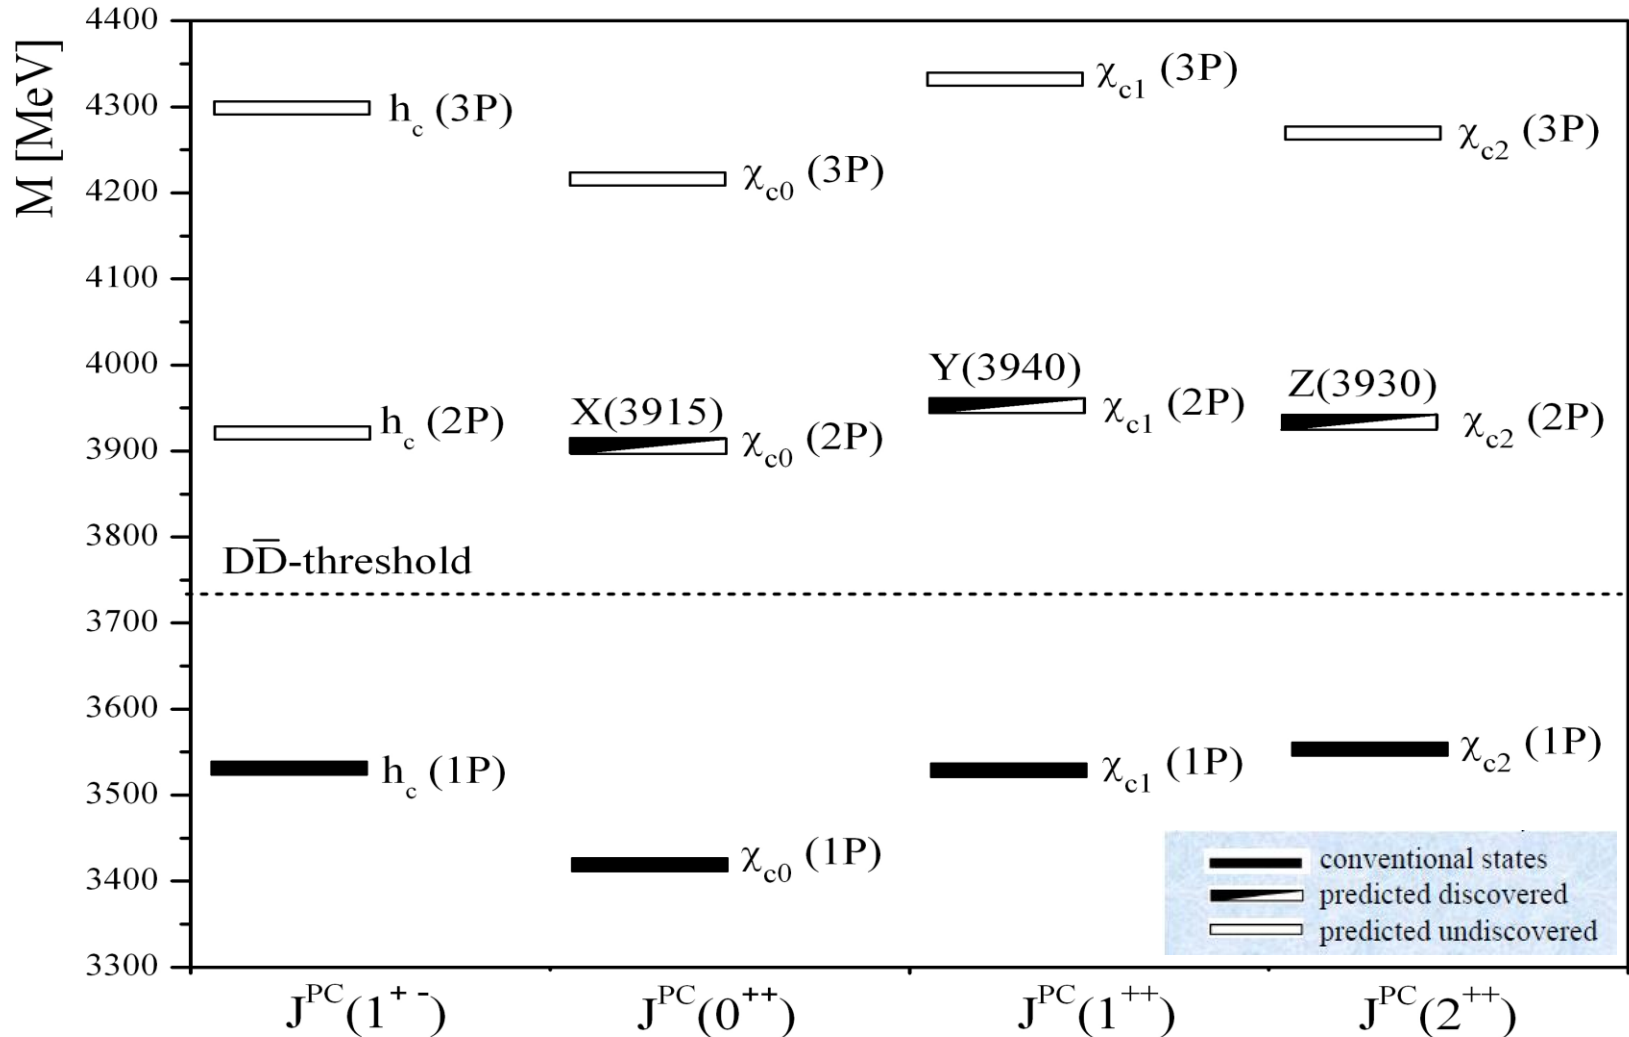 M [MeV]
4400
4300
4200
4100
4000
3900
3800
3700
3600
3500
3400
3300
h_c (3P)
χ_c0 (3P)
χ_c1 (3P)
χ_c2 (3P)
h_c (2P)
X(3915)
χ_c0 (2P)
Y(3940)
χ_c1 (2P)
Z(3930)
χ_c2 (2P)
DD̅-threshold
h_c (1P)
χ_c0 (1P)
χ_c1 (1P)
χ_c2 (1P)
conventional states
predicted discovered
predicted undiscovered
J^PC(1^+-)
J^PC(0^++)
J^PC(1^++)
J^PC(2^++)